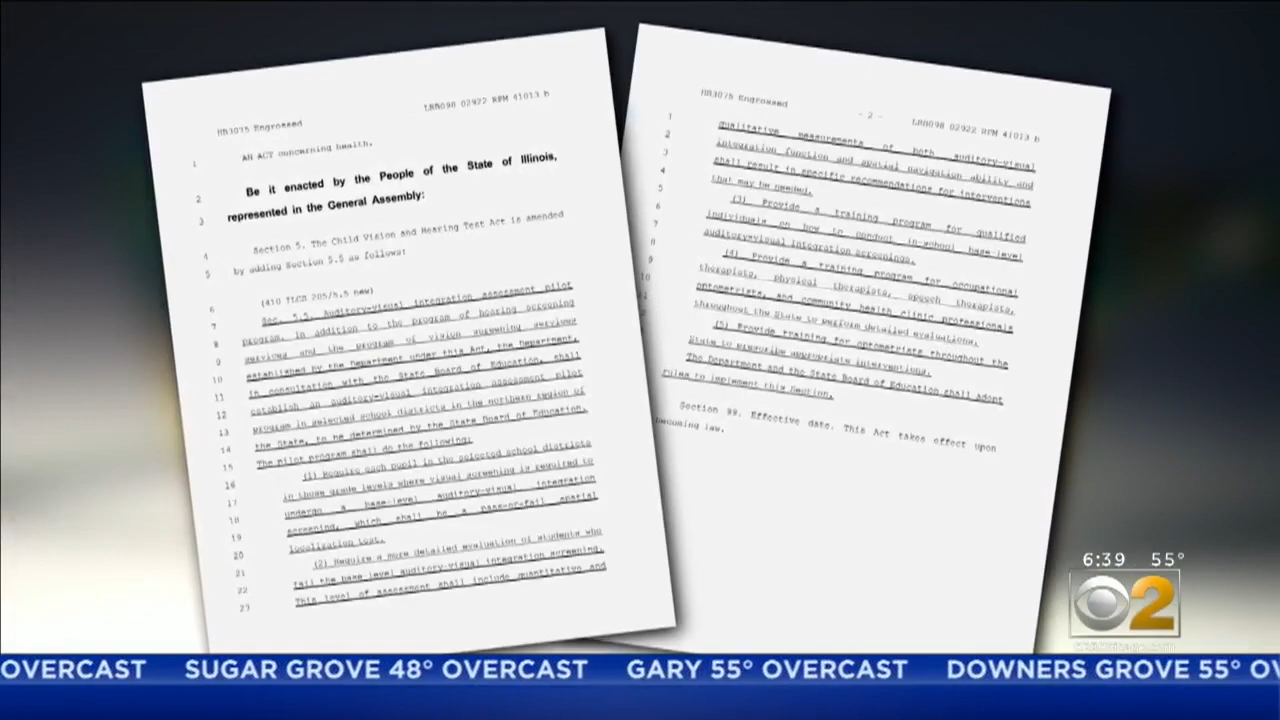 HB3075 Engrossed
LRB098 02922 RPM 41013 b
1 AN ACT concerning health.
2 Be it enacted by the People of the State of Illinois,
3 represented in the General Assembly:
4 Section 5. The Child Vision and Hearing Test Act is amended
5 by adding Section 5.5 as follows:
6 (410 ILCS 205/5.5 new)
7 Sec. 5.5. Auditory-visual integration assessment pilot
8 program. In addition to the program of hearing screening
9 services and the program of vision screening services
10 established by the Department under this Act, the Department,
11 in consultation with the State Board of Education, shall
12 establish an auditory-visual integration assessment pilot
13 program in selected school districts in the northern region of
14 the State, to be determined by the State Board of Education.
15 The pilot program shall do the following:
16 (1) Require each pupil in the selected school districts
17 in those grade levels where visual screening is required to
18 undergo a base-level auditory-visual integration
19 screening, which shall be a pass-or-fail spatial
20 localization test.
21 (2) Require a more detailed evaluation of students who
22 fail the base level auditory-visual integration screening.
23 This level of assessment shall include quantitative and
HB3075 Engrossed
- 2 -
LRB098 02922 RPM 41013 b
1 qualitative measurements of both auditory-visual
2 integration function and spatial navigation ability and
3 shall result in specific recommendations for interventions
4 that may be needed.
5 (3) Provide a training program for qualified
6 individuals on how to conduct in-school base-level
7 auditory-visual integration screenings.
8 (4) Provide a training program for occupational
9 therapists, physical therapists, speech therapists,
10 optometrists, and community health clinic professionals
throughout the State to perform detailed evaluations.
(5) Provide training for optometrists throughout the
State to prescribe appropriate interventions.
The Department and the State Board of Education shall adopt
rules to implement this Section.
Section 99. Effective date. This Act takes effect upon
becoming law.
6:39 55°
2
OVERCAST SUGAR GROVE 48° OVERCAST GARY 55° OVERCAST DOWNERS GROVE 55° OV